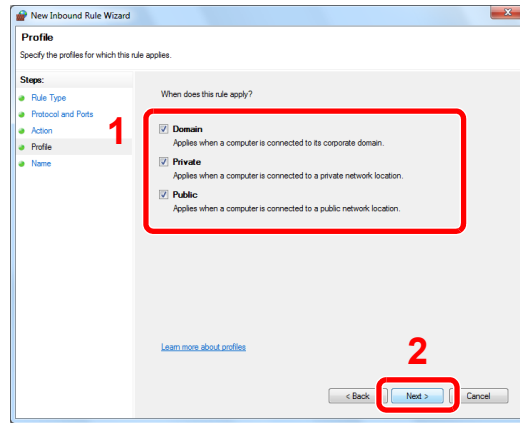 New Inbound Rule Wizard
Profile
Specify the profiles for which this rule applies.
Steps:
Rule Type
Protocol and Ports
Action
Profile
Name
When does this rule apply?
1
Domain
Applies when a computer is connected to its corporate domain.
Private
Applies when a computer is connected to a private network location.
Public
Applies when a computer is connected to a public network location.
Learn more about profiles
2
< Back Next > Cancel